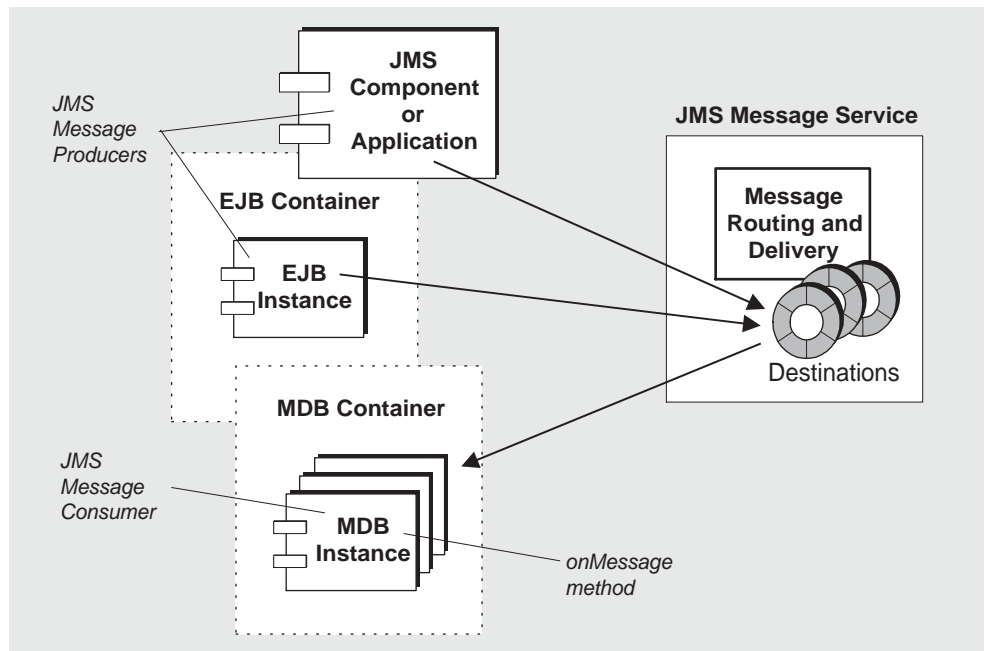 JMS
Component
or
Application
JMS
Message
Producers
JMS Message Service
Message
Routing and
Delivery
EJB Container
EJB
Instance
Destinations
MDB Container
JMS
Message
Consumer
MDB
Instance
onMessage
method